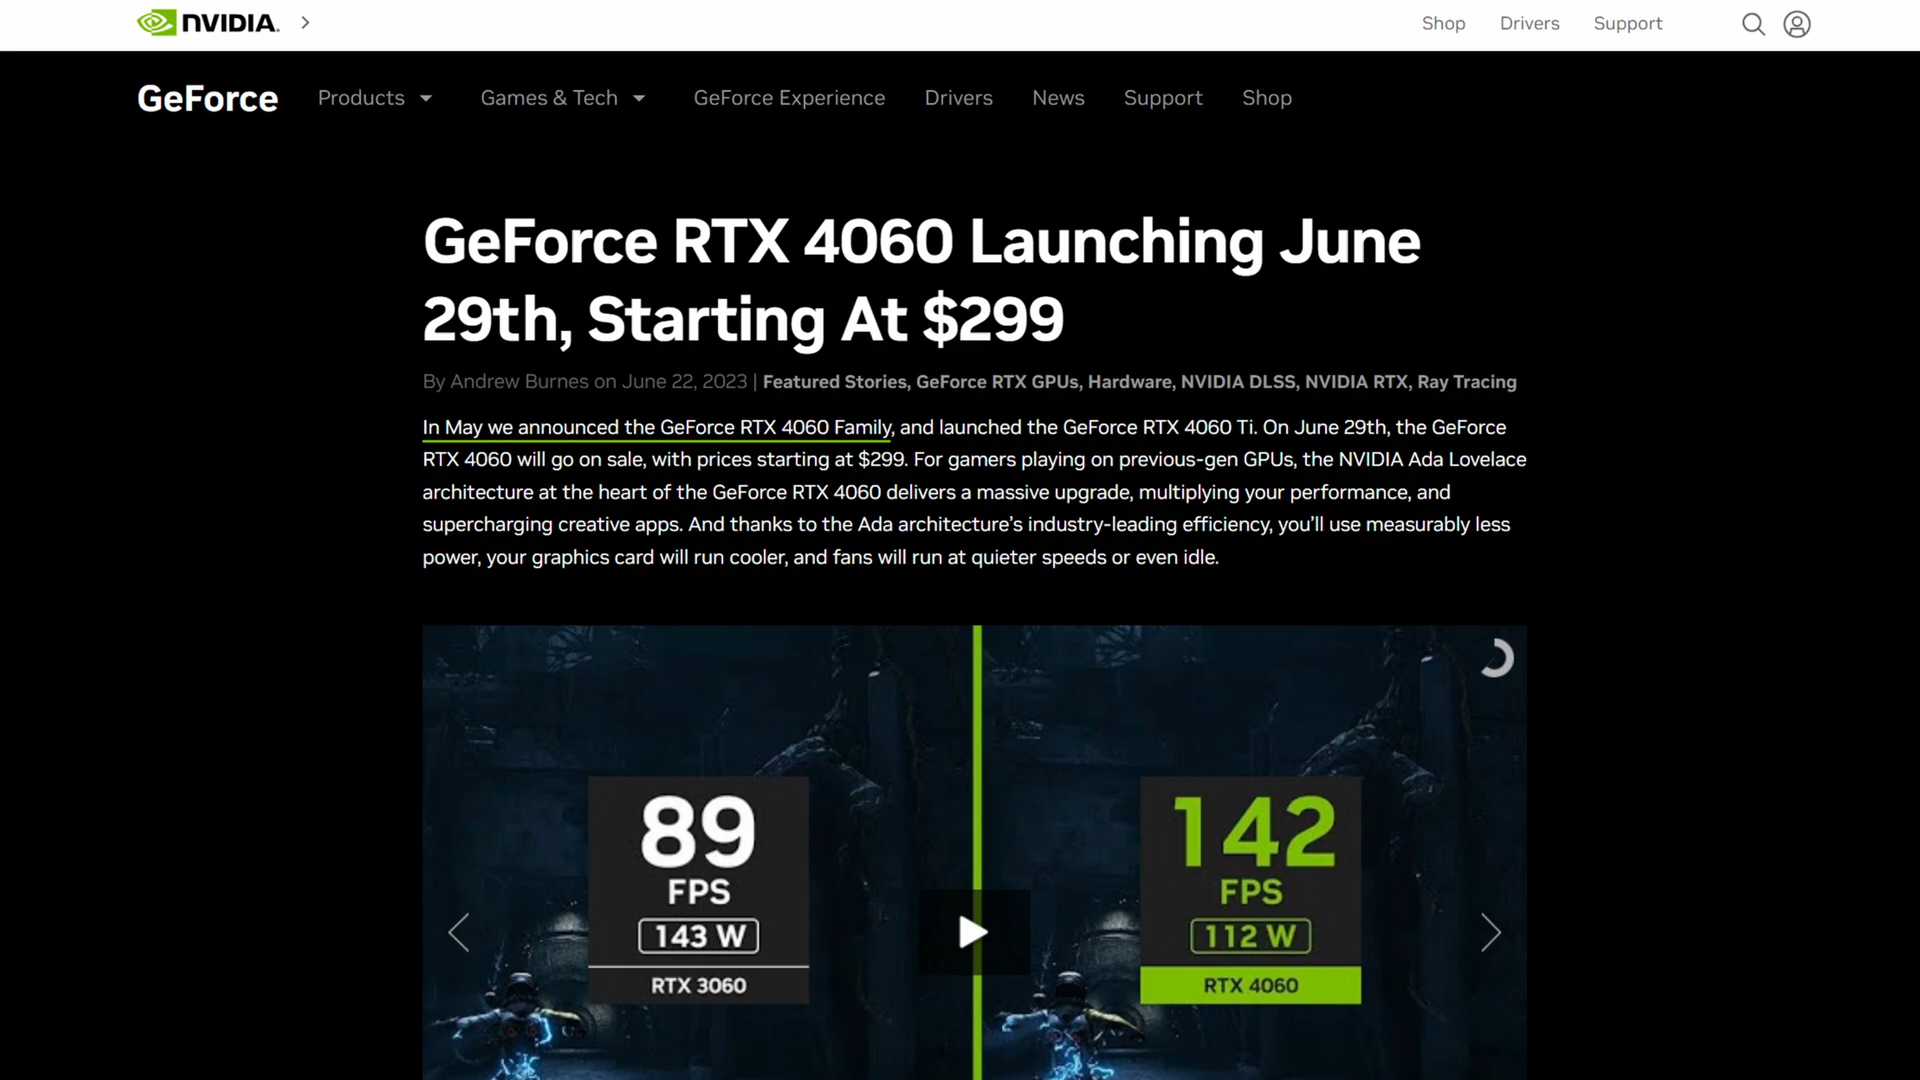 NVIDIA.
Shop
Drivers
Support
GeForce
Products
Games & Tech
GeForce Experience
Drivers
News
Support
Shop
GeForce RTX 4060 Launching June
29th, Starting At $299
By Andrew Burnes on June 22, 2023 | Featured Stories, GeForce RTX GPUs, Hardware, NVIDIA DLSS, NVIDIA RTX, Ray Tracing
In May we announced the GeForce RTX 4060 Family, and launched the GeForce RTX 4060 Ti. On June 29th, the GeForce
RTX 4060 will go on sale, with prices starting at $299. For gamers playing on previous-gen GPUs, the NVIDIA Ada Lovelace
architecture at the heart of the GeForce RTX 4060 delivers a massive upgrade, multiplying your performance, and
supercharging creative apps. And thanks to the Ada architecture’s industry-leading efficiency, you’ll use measurably less
power, your graphics card will run cooler, and fans will run at quieter speeds or even idle.
89
FPS
143 W
RTX 3060
142
FPS
112 W
RTX 4060